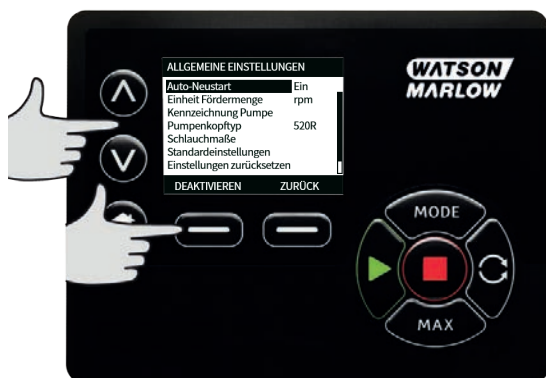 ALLGEMEINE EINSTELLUNGEN
Auto-Neustart Ein
Einheit Fördermenge rpm
Kennzeichnung Pumpe
Pumpenkopftyp 520R
Schlauchmaße
Standardeinstellungen
Einstellungen zurücksetzen
DEAKTIVIEREN ZURÜCK
WATSON
MARLOW
MODE
MAX